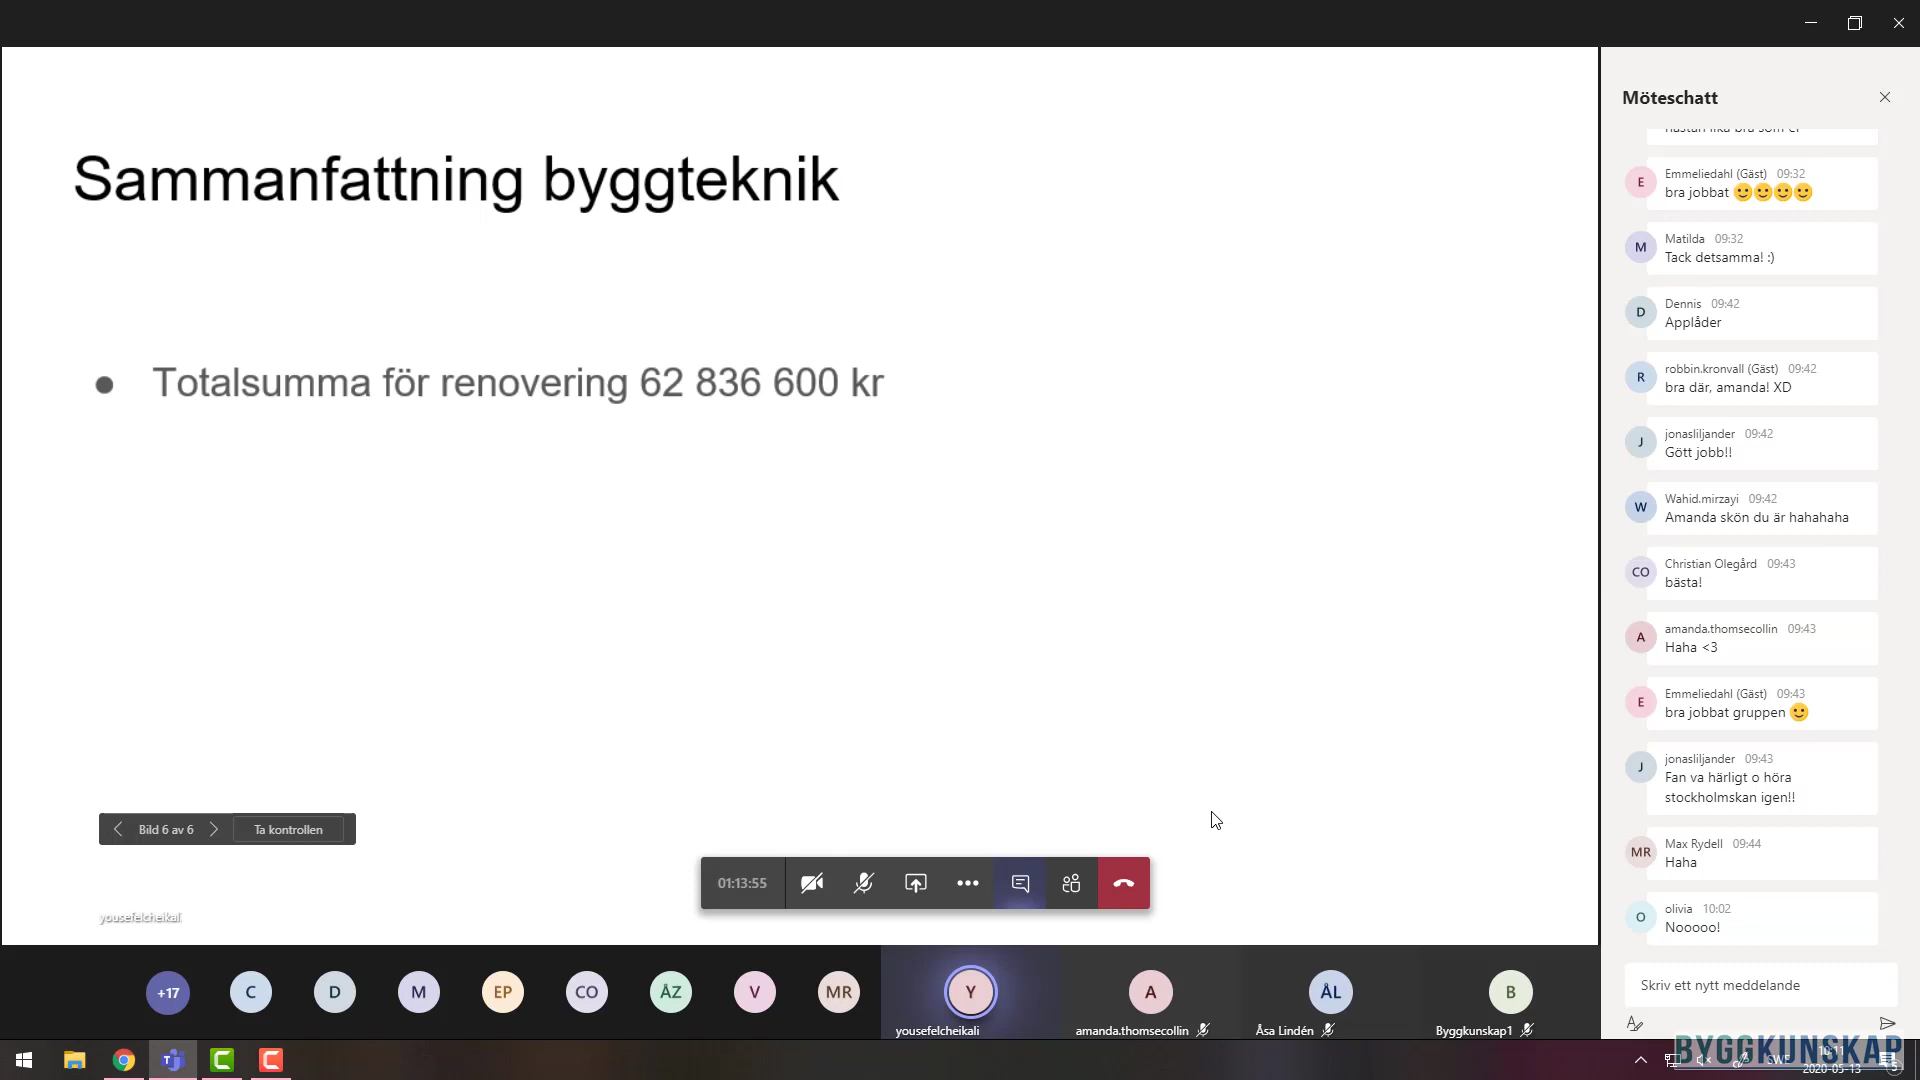 Sammanfattning byggteknik
● Totalsumma för renovering 62 836 600 kr
Bild 6 av 6
Ta kontrollen
01:13:55
yousefelcheikali
+17
C
D
M
EP
CO
ÅZ
V
MR
Y
yousefelcheikali
A
amanda.thomsecollin
ÅL
Åsa Lindén
B
Byggkunskap1
Möteschatt
E
Emmeliedahl (Gäst) 09:32
bra jobbat 🙂🙂🙂🙂
M
Matilda 09:32
Tack detsamma! :)
D
Dennis 09:42
Applåder
R
robbin.kronvall (Gäst) 09:42
bra där, amanda! XD
J
jonasliljander 09:42
Gött jobb!!
W
Wahid.mirzayi 09:42
Amanda skön du är hahahaha
CO
Christian Olegård 09:43
bästa!
A
amanda.thomsecollin 09:43
Haha <3
E
Emmeliedahl (Gäst) 09:43
bra jobbat gruppen 🙂
J
jonasliljander 09:43
Fan va härligt o höra
stockholmskan igen!!
MR
Max Rydell 09:44
Haha
O
olivia 10:02
Nooooo!
Skriv ett nytt meddelande
BYGGKUNSKAP
SWE
10:11
2020-05-13
5